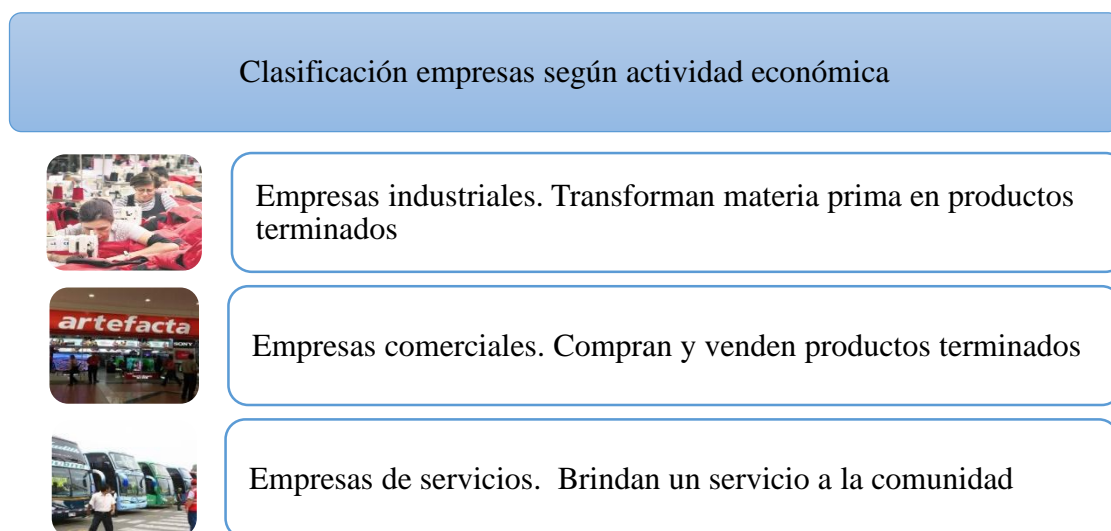 Clasificación empresas según actividad económica
Empresas industriales. Transforman materia prima en productos
terminados
artefacta
SONY
Empresas comerciales. Compran y venden productos terminados
Empresas de servicios.  Brindan un servicio a la comunidad